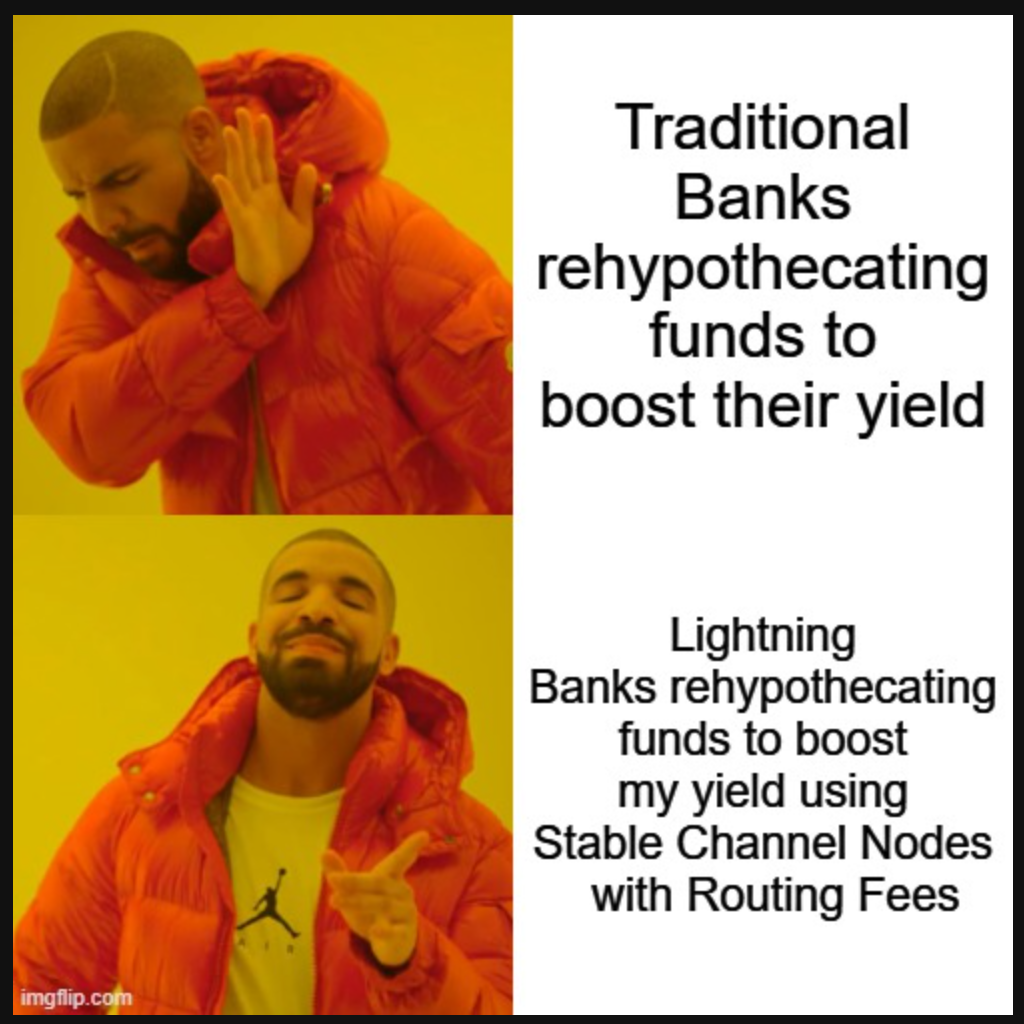 Traditional
Banks
rehypothecating
funds to
boost their yield
Lightning
Banks rehypothecating
funds to boost
my yield using
Stable Channel Nodes
with Routing Fees
AIR
imgflip.com